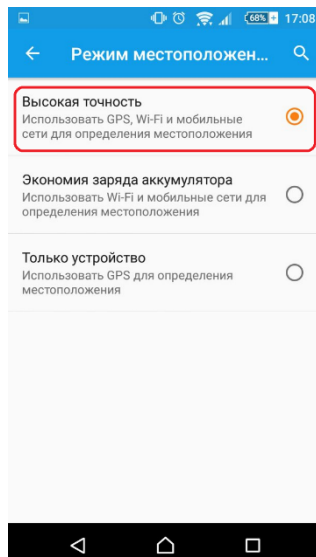 68% 17:08
Режим местоположен...
Высокая точность
Использовать GPS, Wi-Fi и мобильные
сети для определения местоположения
Экономия заряда аккумулятора
Использовать Wi-Fi и мобильные сети для
определения местоположения
Только устройство
Использовать GPS для определения
местоположения